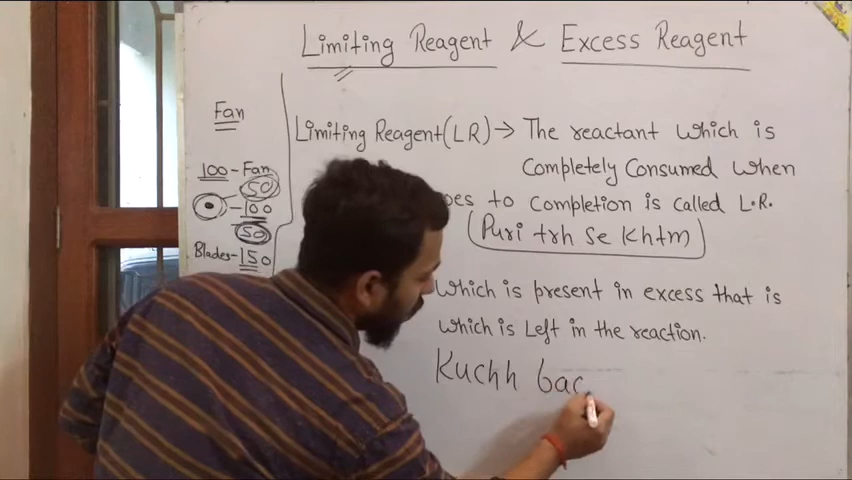 Limiting Reagent & Excess Reagent
Fan
100 - Fan
50
- 100
50
Blades - 150
Limiting Reagent (LR) → The reactant which is
Completely Consumed when
to completion is called L.R.
(Puri trh se Khtm)
which is present in excess that is
which is Left in the reaction.
Kuchh bac